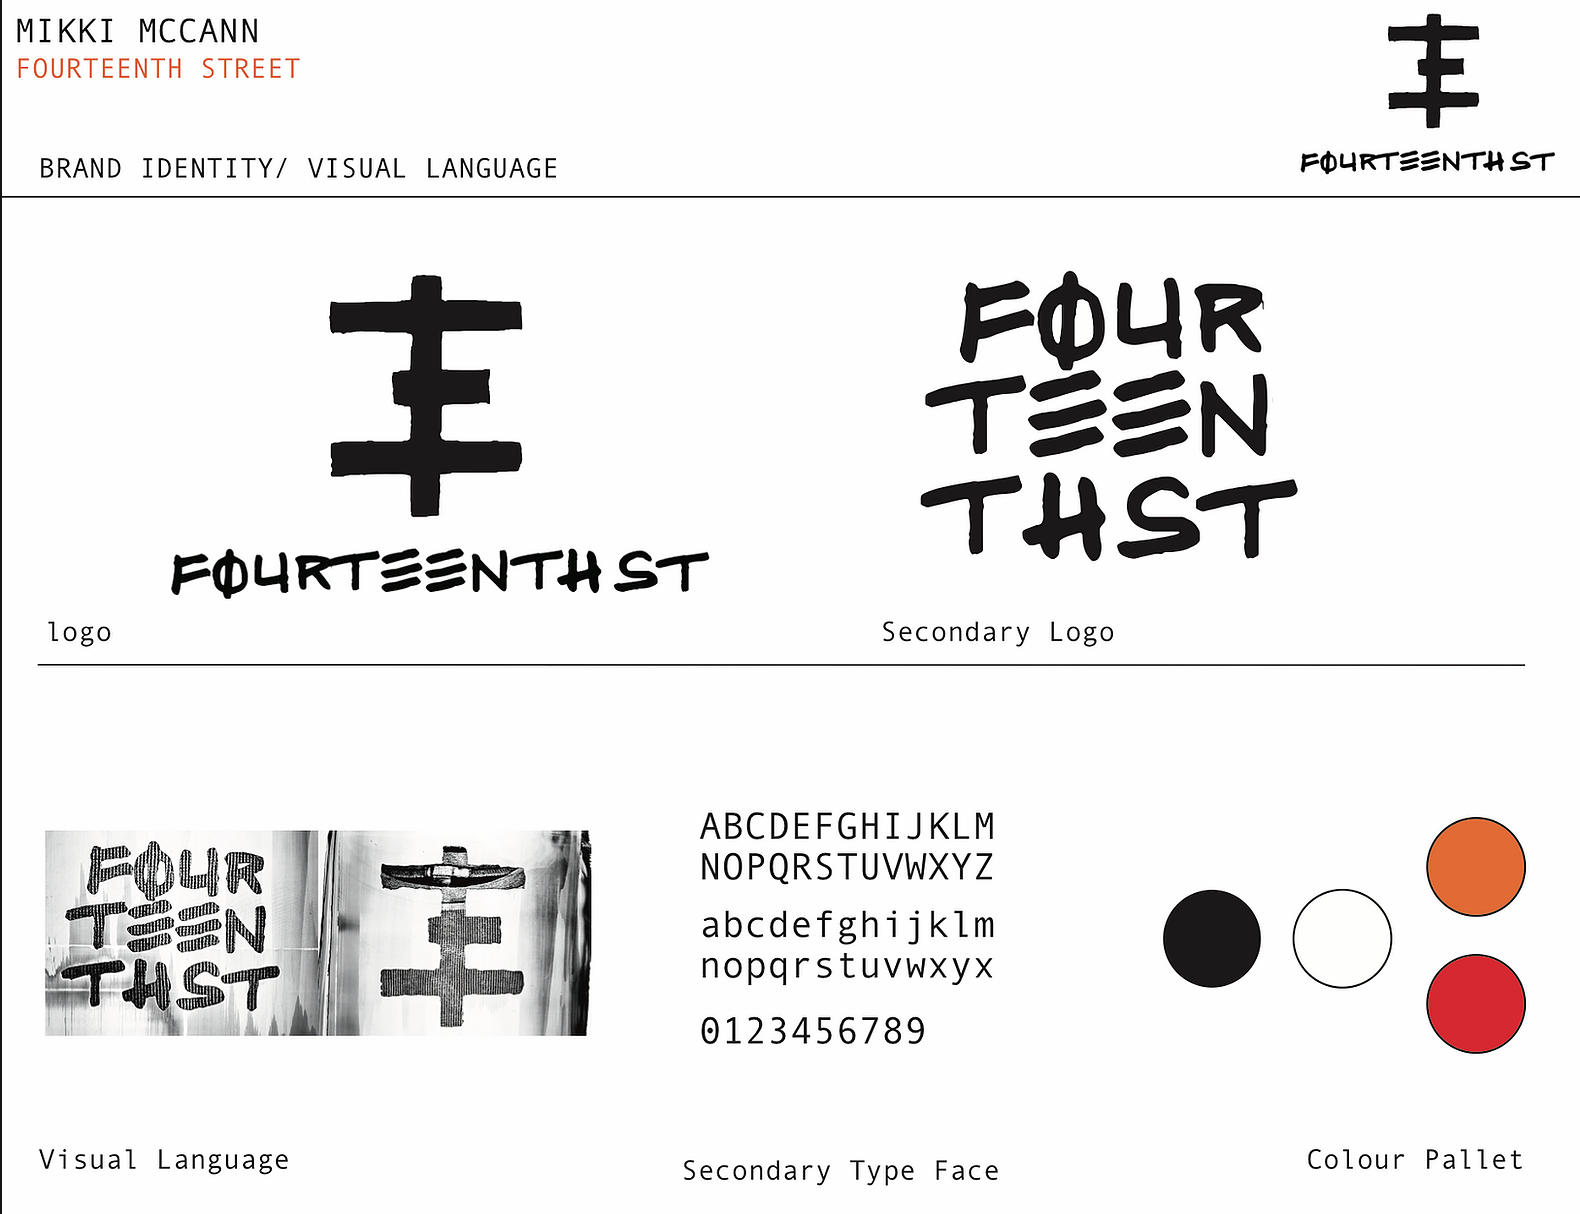 MIKKI MCCANN
FOURTEENTH STREET
BRAND IDENTITY/ VISUAL LANGUAGE
FØURTEENTH ST
FØURTEENTH ST
logo
FØUR
TEEN
THST
Secondary Logo
FØUR
TEEN
THST
Visual Language
ABCDEFGHIJKLM
NOPQRSTUVWXYZ
abcdefghijklm
nopqrstuvwxyx
0123456789
Secondary Type Face
Colour Pallet